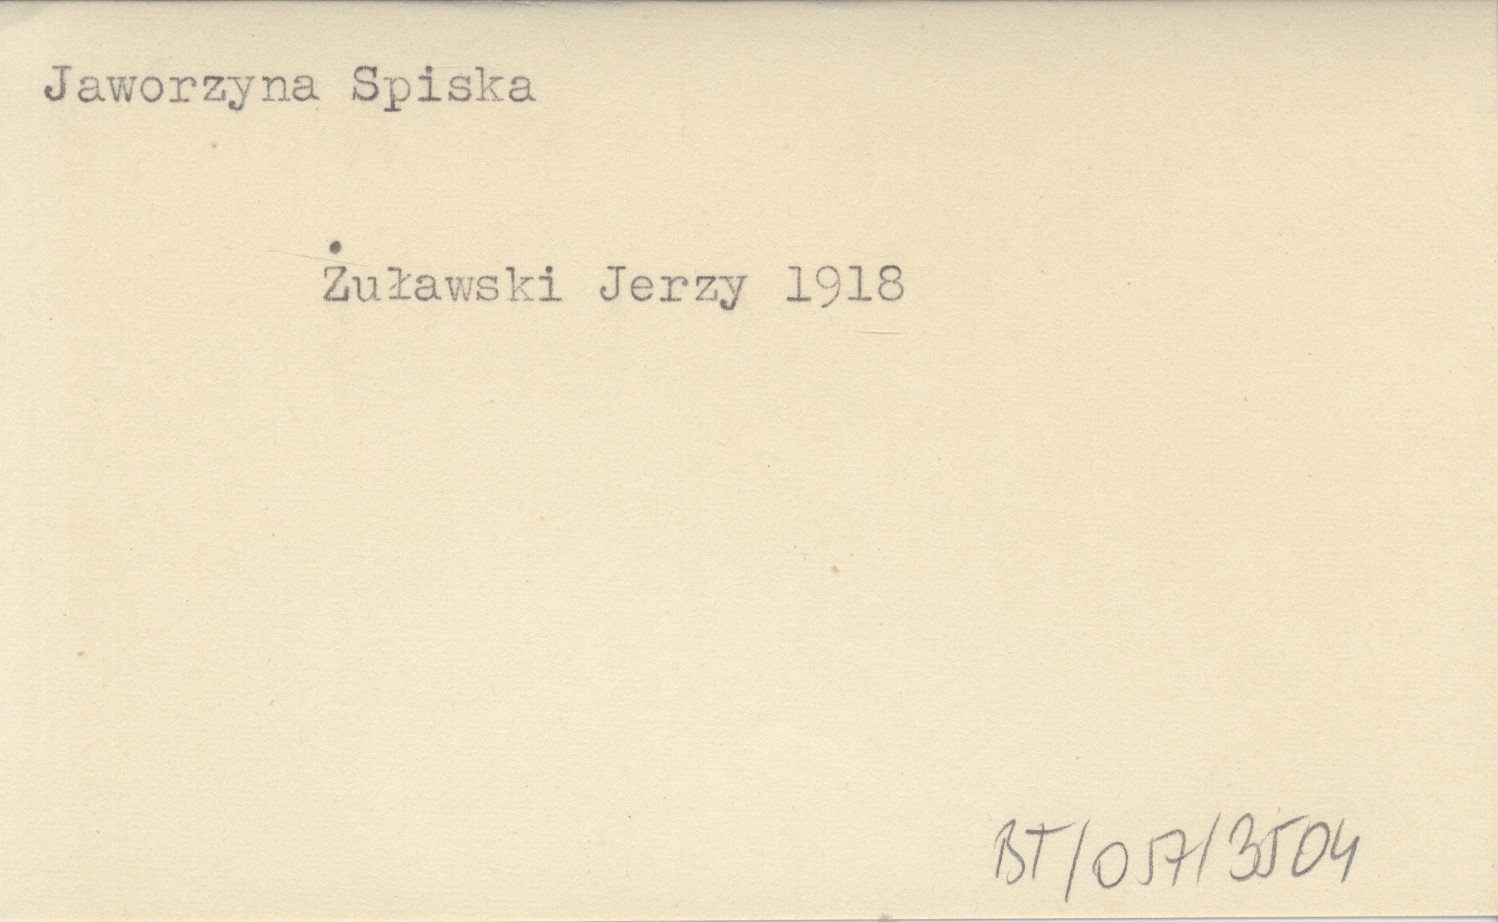 Jaworzyna Spiska
Żuławski Jerzy 1918
BT/057/3504